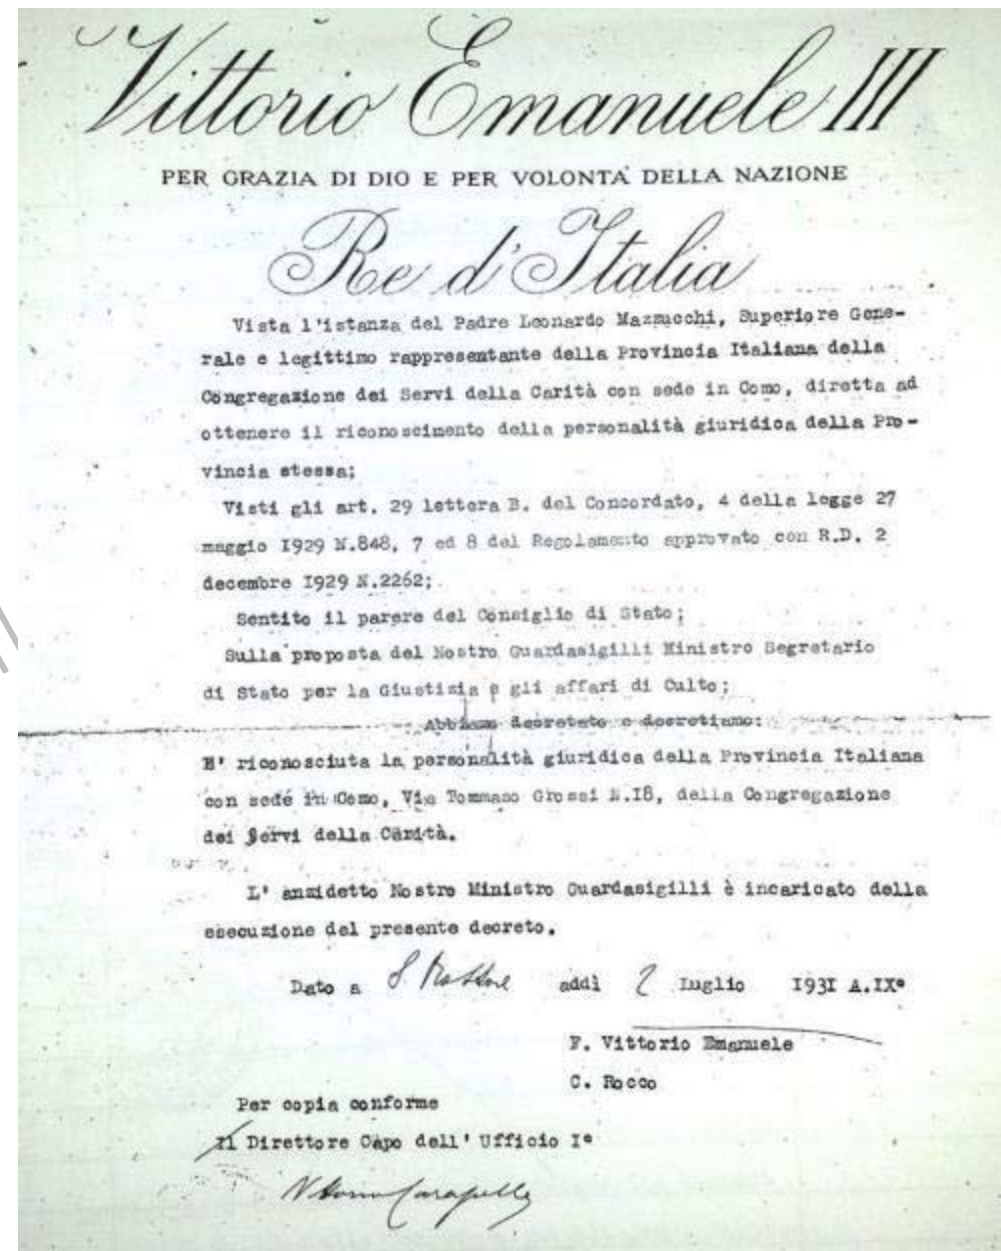 Vittorio Emanuele III
PER GRAZIA DI DIO E PER VOLONTA' DELLA NAZIONE
Re d'Italia
Vista l'istanza del Padre Leonardo Mazzucchi, Superiore Gene-
rale e legittimo rappresentante della Provincia Italiana della
Congregazione dei Servi della Carità con sede in Como, diretta ad
ottenere il riconoscimento della personalità giuridica della Pro-
vincia stessa;
Visti gli art. 29 lettera B. del Concordato, 4 della legge 27
maggio I929 N.848, 7 ed 8 del Regolamento approvato con R.D. 2
decembre I929 N.2262;
Sentito il parere del Consiglio di Stato;
Sulla proposta del Nostro Guardasigilli Ministro Segretario
di Stato per la Giustizia e gli affari di Culto;
Abbiamo decretato e decretiamo:
E' riconosciuta la personalità giuridica della Provincia Italiana
con sede in Como, Via Tommaso Grossi N.I8, della Congregazione
dei Servi della Carità.
L' anzidetto Nostro Ministro Guardasigilli è incaricato della
esecuzione del presente decreto.
Dato a S. Rossore addì 2 Luglio I93I A.IX°
F. Vittorio Emanuele
C. Rocco
Per copia conforme
Il Direttore Capo dell' Ufficio I°